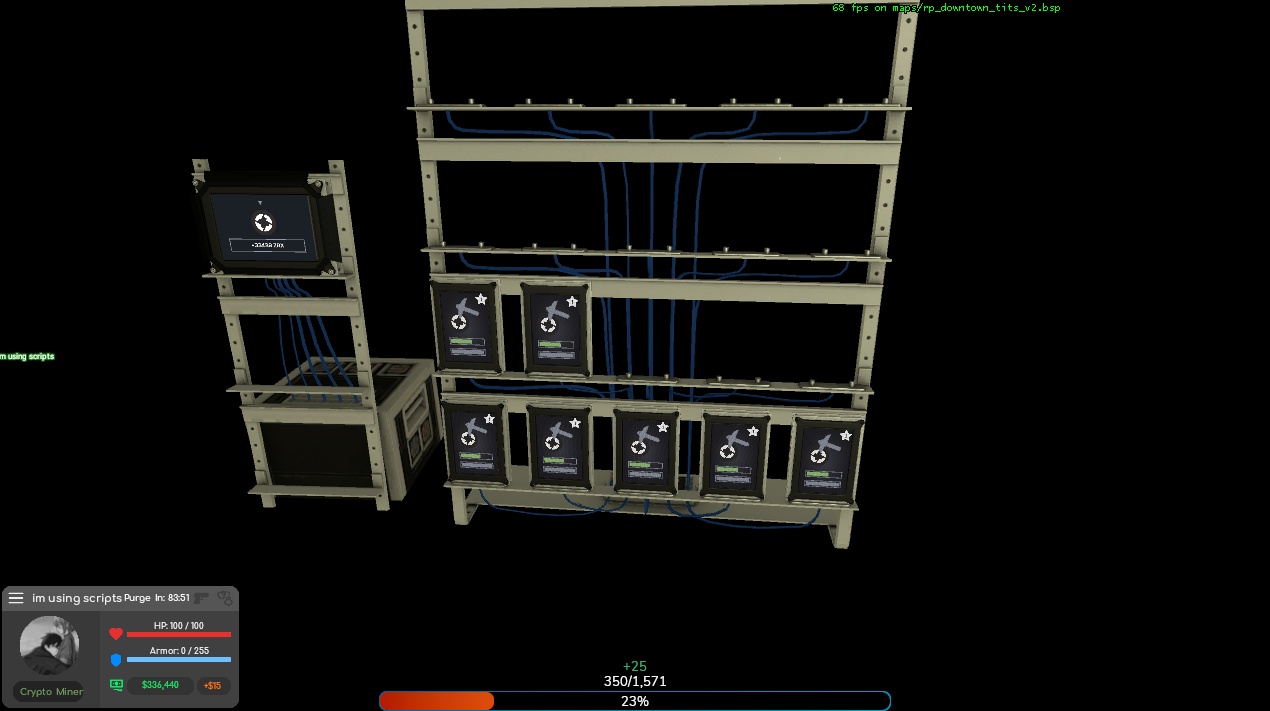 68 fps on maps/rp_downtown_tits_v2.bsp
m using scripts
im using scripts Purge In: 83:51
HP: 100 / 100
Armor: 0 / 255
$336,440 +$15
Crypto Miner
+25
350/1,571
23%